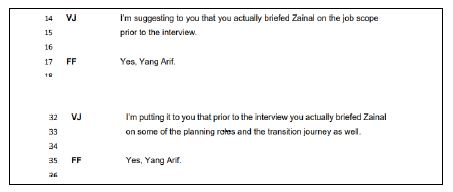 14 VJ I'm suggesting to you that you actually briefed Zainal on the job scope
15 prior to the interview.
16
17 FF Yes, Yang Arif.
18
32 VJ I'm putting it to you that prior to the interview you actually briefed Zainal
33 on some of the planning roles and the transition journey as well.
34
35 FF Yes, Yang Arif.
36